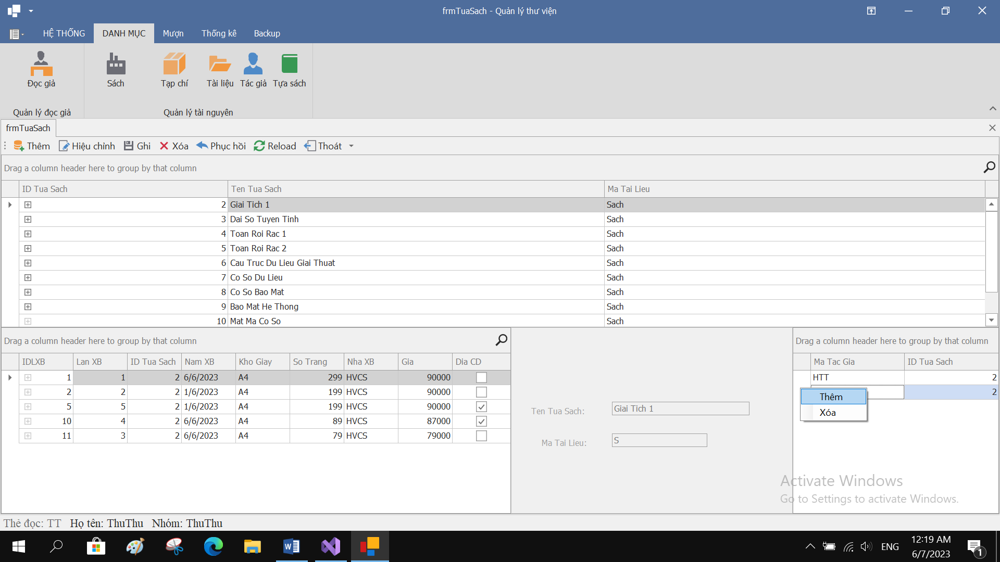 frmTuaSach - Quản lý thư viện
HỆ THỐNG DANH MỤC Mượn Thống kê Backup
Đọc giả Sách Tạp chí Tài liệu Tác giả Tựa sách
Quản lý đọc giả Quản lý tài nguyên
frmTuaSach
Thêm Hiệu chỉnh Ghi Xóa Phục hồi Reload Thoát
Drag a column header here to group by that column
ID Tua Sach Ten Tua Sach Ma Tai Lieu
2 Giai Tich 1 Sach
3 Dai So Tuyen Tinh Sach
4 Toan Roi Rac 1 Sach
5 Toan Roi Rac 2 Sach
6 Cau Truc Du Lieu Giai Thuat Sach
7 Co So Du Lieu Sach
8 Co So Bao Mat Sach
9 Bao Mat He Thong Sach
10 Mat Ma Co So Sach
Drag a column header here to group by that column
IDLXB Lan XB ID Tua Sach Nam XB Kho Giay So Trang Nha XB Gia Dia CD
1 1 2 6/6/2023 A4 299 HVCS 90000
2 2 2 1/6/2023 A4 199 HVCS 90000
5 5 2 1/6/2023 A4 199 HVCS 90000
10 4 2 6/6/2023 A4 89 HVCS 87000
11 3 2 6/6/2023 A4 79 HVCS 79000
Ten Tua Sach: Giai Tich 1
Ma Tai Lieu: S
Drag a column header here to group by that column
Ma Tac Gia ID Tua Sach
HTT 2
2
Thêm
Xóa
Activate Windows
Go to Settings to activate Windows.
Thẻ đọc: TT Họ tên: ThuThu Nhóm: ThuThu
ENG
12:19 AM
6/7/2023
1